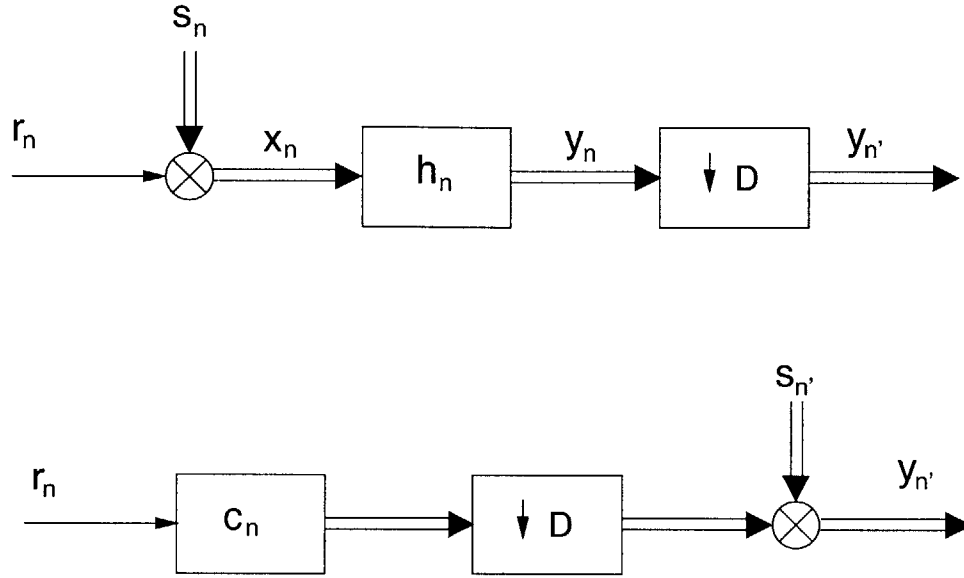 s_n
r_n x_n h_n y_n ↓ D y_n'
s_n'
r_n c_n ↓ D y_n'